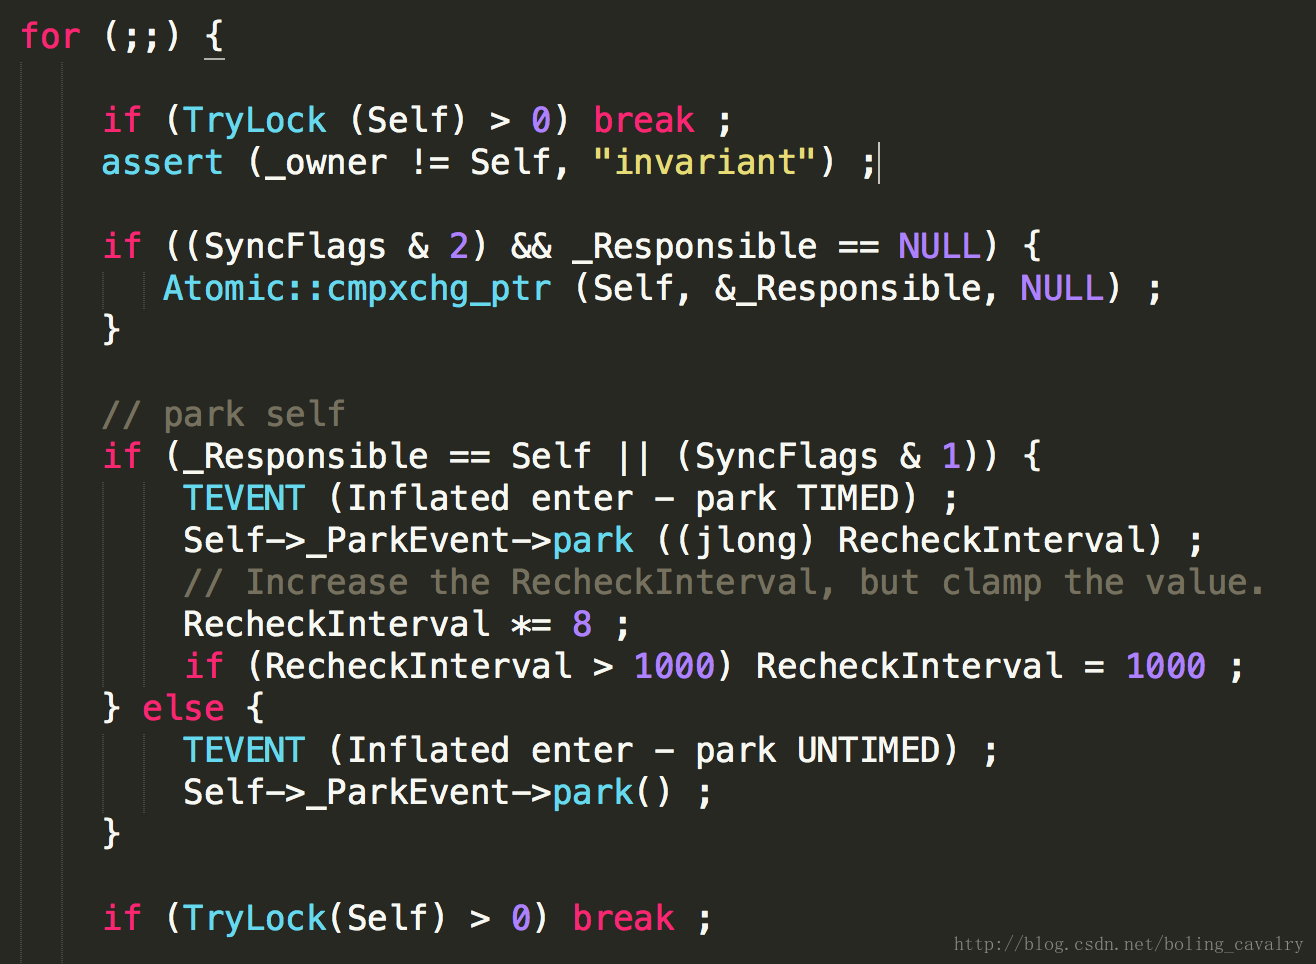 for (;;) {
if (TryLock (Self) > 0) break ;
assert (_owner != Self, "invariant") ;
if ((SyncFlags & 2) && _Responsible == NULL) {
Atomic::cmpxchg_ptr (Self, &_Responsible, NULL) ;
}
// park self
if (_Responsible == Self || (SyncFlags & 1)) {
TEVENT (Inflated enter - park TIMED) ;
Self->_ParkEvent->park ((jlong) RecheckInterval) ;
// Increase the RecheckInterval, but clamp the value.
RecheckInterval *= 8 ;
if (RecheckInterval > 1000) RecheckInterval = 1000 ;
} else {
TEVENT (Inflated enter - park UNTIMED) ;
Self->_ParkEvent->park() ;
}
if (TryLock(Self) > 0) break ;
http://blog.csdn.net/boling_cavalry